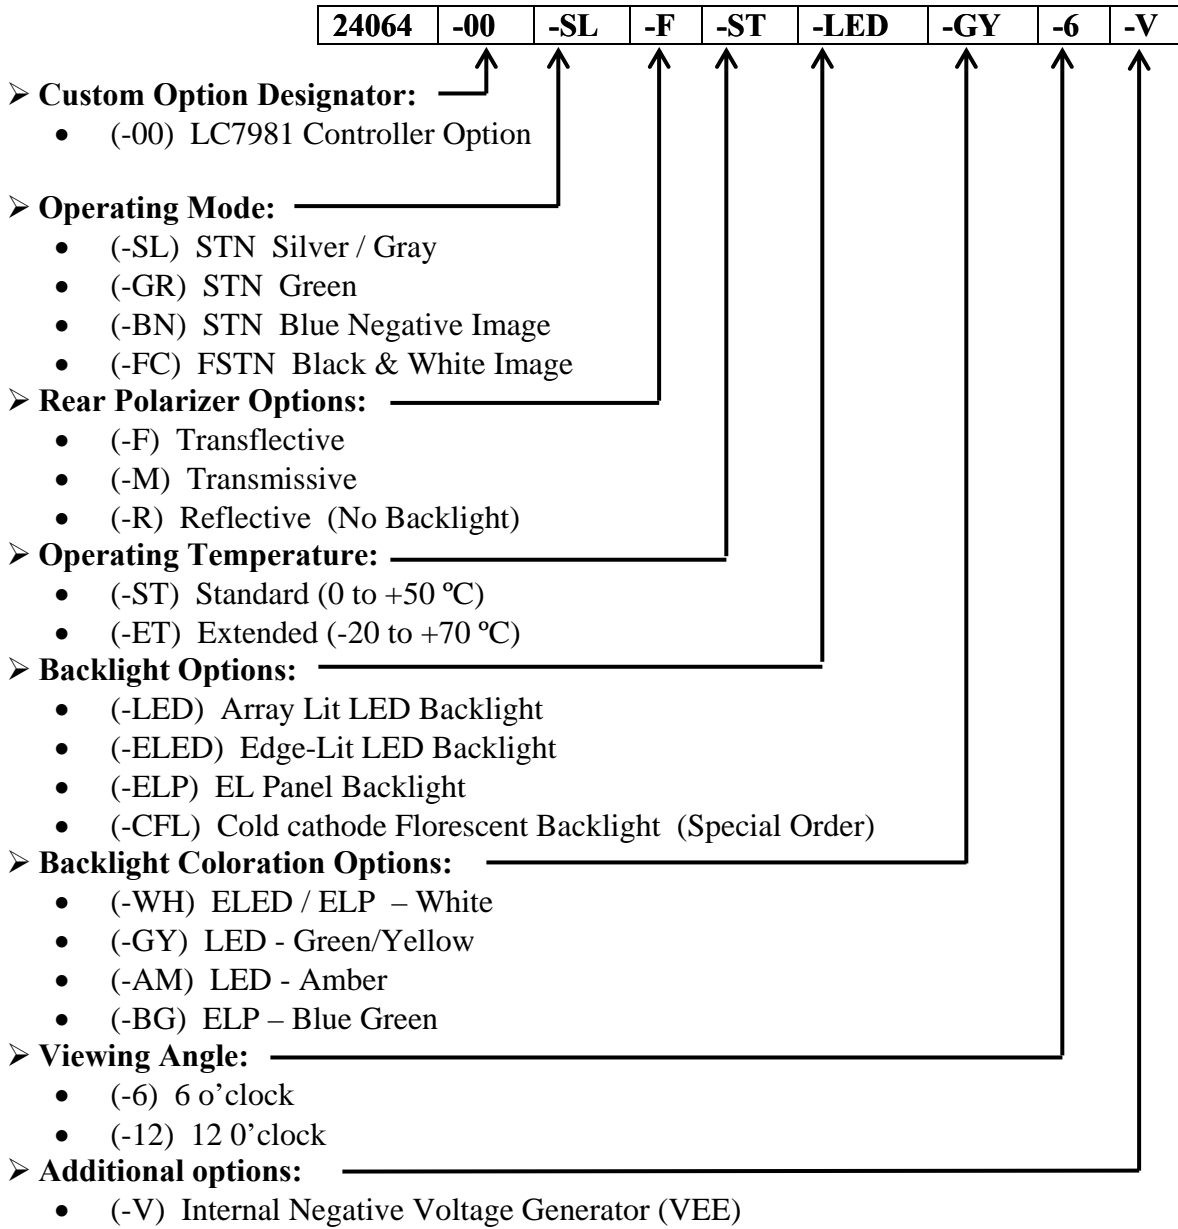 24064 -00 -SL -F -ST -LED -GY -6 -V
➢ Custom Option Designator:
• (-00) LC7981 Controller Option
➢ Operating Mode:
• (-SL) STN Silver / Gray
• (-GR) STN Green
• (-BN) STN Blue Negative Image
• (-FC) FSTN Black & White Image
➢ Rear Polarizer Options:
• (-F) Transflective
• (-M) Transmissive
• (-R) Reflective (No Backlight)
➢ Operating Temperature:
• (-ST) Standard (0 to +50 ºC)
• (-ET) Extended (-20 to +70 ºC)
➢ Backlight Options:
• (-LED) Array Lit LED Backlight
• (-ELED) Edge-Lit LED Backlight
• (-ELP) EL Panel Backlight
• (-CFL) Cold cathode Florescent Backlight (Special Order)
➢ Backlight Coloration Options:
• (-WH) ELED / ELP – White
• (-GY) LED - Green/Yellow
• (-AM) LED - Amber
• (-BG) ELP – Blue Green
➢ Viewing Angle:
• (-6) 6 o’clock
• (-12) 12 0’clock
➢ Additional options:
• (-V) Internal Negative Voltage Generator (VEE)